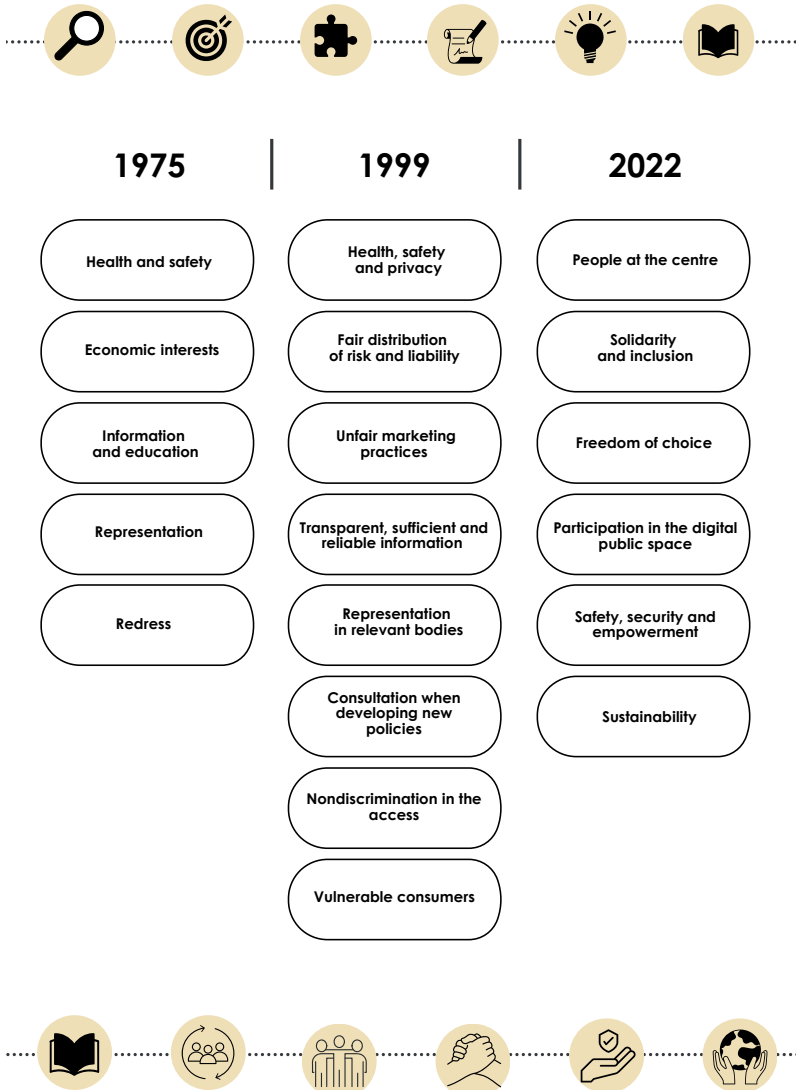 1975
1999
2022
Health and safety
Economic interests
Information
and education
Representation
Redress
Health, safety
and privacy
Fair distribution
of risk and liability
Unfair marketing
practices
Transparent, sufficient and
reliable information
Representation
in relevant bodies
Consultation when
developing new
policies
Nondiscrimination in the
access
Vulnerable consumers
People at the centre
Solidarity
and inclusion
Freedom of choice
Participation in the digital
public space
Safety, security and
empowerment
Sustainability